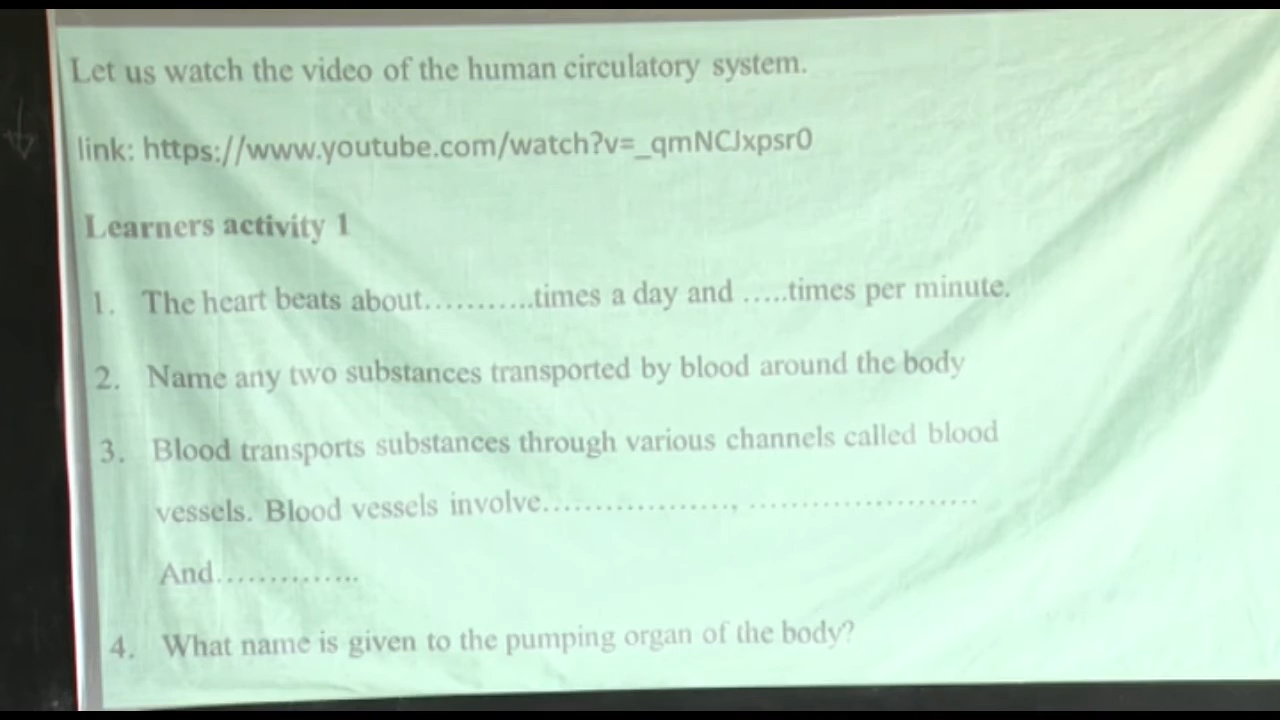 Let us watch the video of the human circulatory system.
link: https://www.youtube.com/watch?v=_qmNCJxpsr0
Learners activity 1
1. The heart beats about...........times a day and .....times per minute.
2. Name any two substances transported by blood around the body
3. Blood transports substances through various channels called blood
vessels. Blood vessels involve..................., .......................
And..............
4. What name is given to the pumping organ of the body?